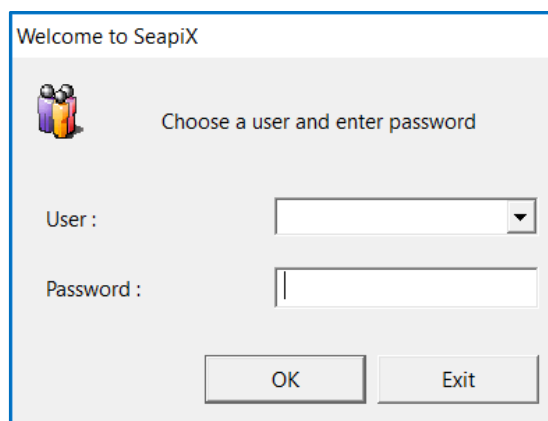 Welcome to SeapiX
Choose a user and enter password
User :
Password :
OK
Exit